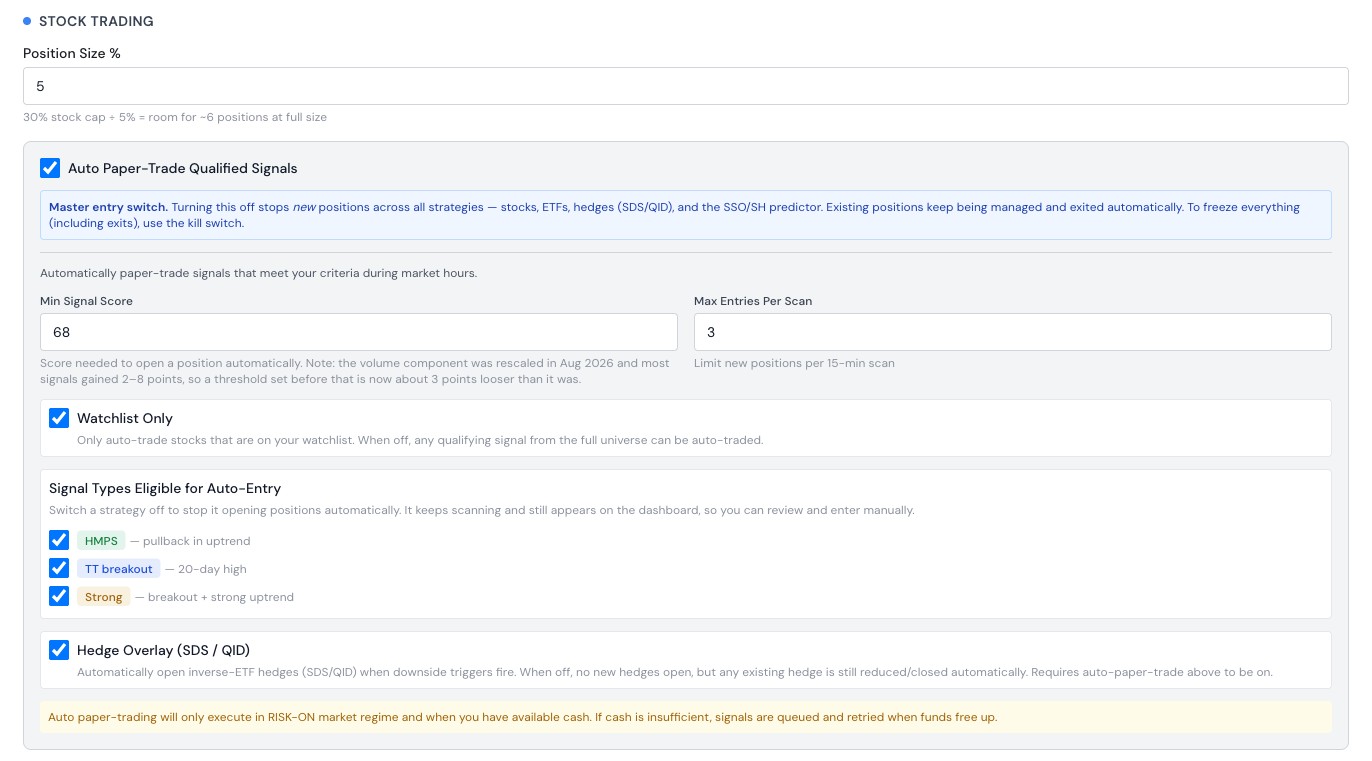 STOCK TRADING
Position Size %
5
30% stock cap ÷ 5% = room for ~6 positions at full size
Auto Paper-Trade Qualified Signals
Master entry switch. Turning this off stops new positions across all strategies — stocks, ETFs, hedges (SDS/QID), and the SSO/SH predictor. Existing positions keep being managed and exited automatically. To freeze everything
(including exits), use the kill switch.
Automatically paper-trade signals that meet your criteria during market hours.
Min Signal Score
68
Score needed to open a position automatically. Note: the volume component was rescaled in Aug 2026 and most
signals gained 2–8 points, so a threshold set before that is now about 3 points looser than it was.
Max Entries Per Scan
3
Limit new positions per 15-min scan
Watchlist Only
Only auto-trade stocks that are on your watchlist. When off, any qualifying signal from the full universe can be auto-traded.
Signal Types Eligible for Auto-Entry
Switch a strategy off to stop it opening positions automatically. It keeps scanning and still appears on the dashboard, so you can review and enter manually.
HMPS — pullback in uptrend
TT breakout — 20-day high
Strong — breakout + strong uptrend
Hedge Overlay (SDS / QID)
Automatically open inverse-ETF hedges (SDS/QID) when downside triggers fire. When off, no new hedges open, but any existing hedge is still reduced/closed automatically. Requires auto-paper-trade above to be on.
Auto paper-trading will only execute in RISK-ON market regime and when you have available cash. If cash is insufficient, signals are queued and retried when funds free up.